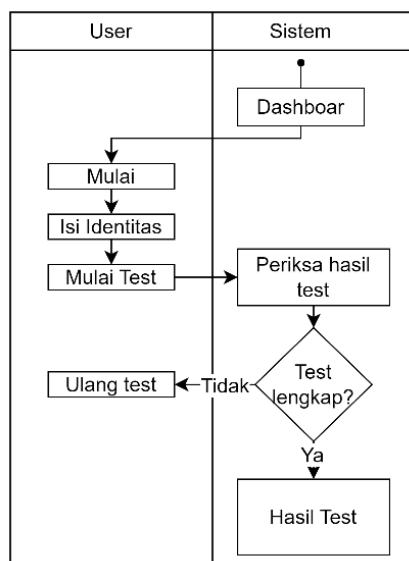 User
Sistem
Dashboar
Mulai
Isi Identitas
Mulai Test
Periksa hasil
test
Test
lengkap?
Tidak
Ulang test
Ya
Hasil Test